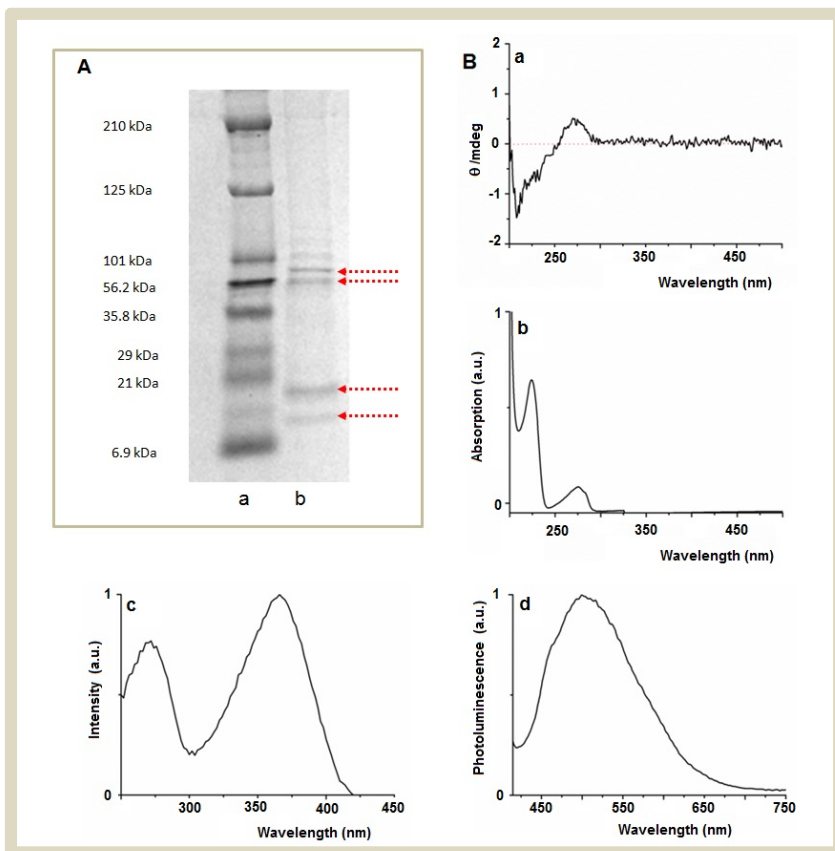 A
210 kDa
125 kDa
101 kDa
56.2 kDa
35.8 kDa
29 kDa
21 kDa
6.9 kDa
a b
B a
2
1
0
-1
-2
θ /mdeg
250 350 450
Wavelength (nm)
b
1
0
Absorption (a.u.)
250 350 450
Wavelength (nm)
c
1
0
Intensity (a.u.)
300 350 400 450
Wavelength (nm)
d
1
0
Photoluminescence (a.u.)
450 550 650 750
Wavelength (nm)